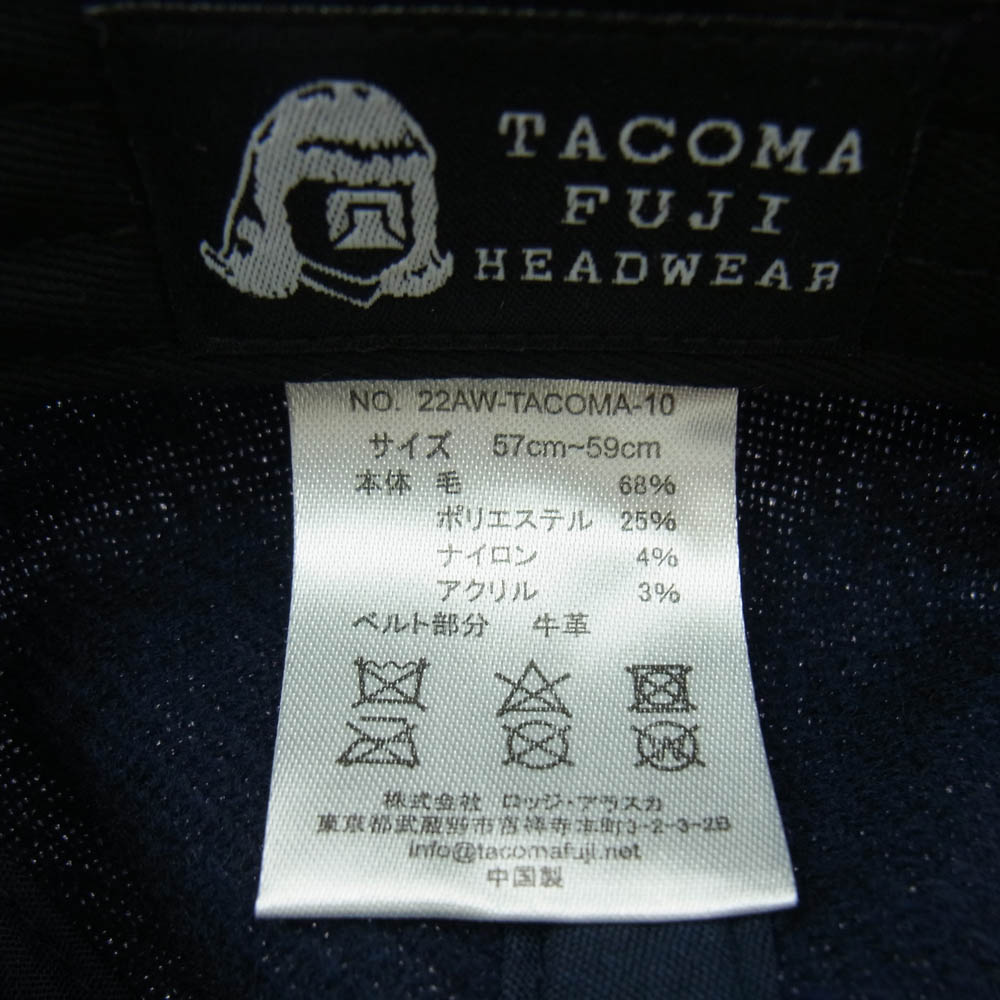 TACOMA
FUJI
HEADWEAR
NO. 22AW-TACOMA-10
サイズ 57cm~59cm
本体 毛 68%
ポリエステル 25%
ナイロン 4%
アクリル 3%
ベルト部分 牛革
株式会社 ロッジ・アラスカ
東京都武蔵野市吉祥寺本町3-2-3-2B
info@tacomafuji.net
中国製